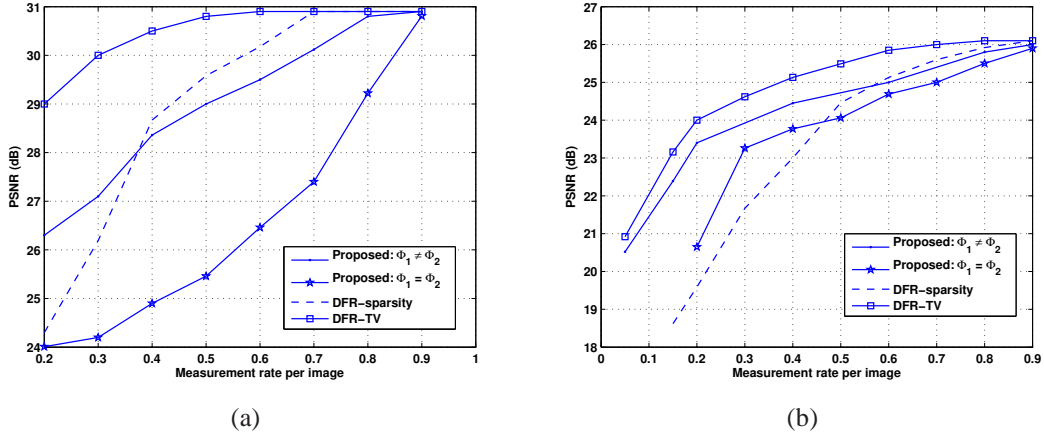 31
30
29
28
27
26
25
24
PSNR (dB)
0.2 0.3 0.4 0.5 0.6 0.7 0.8 0.9 1
Measurement rate per image
Proposed: Φ1 ≠ Φ2
Proposed: Φ1 = Φ2
DFR−sparsity
DFR−TV
(a)
27
26
25
24
23
22
21
20
19
18
PSNR (dB)
0 0.1 0.2 0.3 0.4 0.5 0.6 0.7 0.8 0.9
Measurement rate per image
Proposed: Φ1 ≠ Φ2
Proposed: Φ1 = Φ2
DFR−sparsity
DFR−TV
(b)